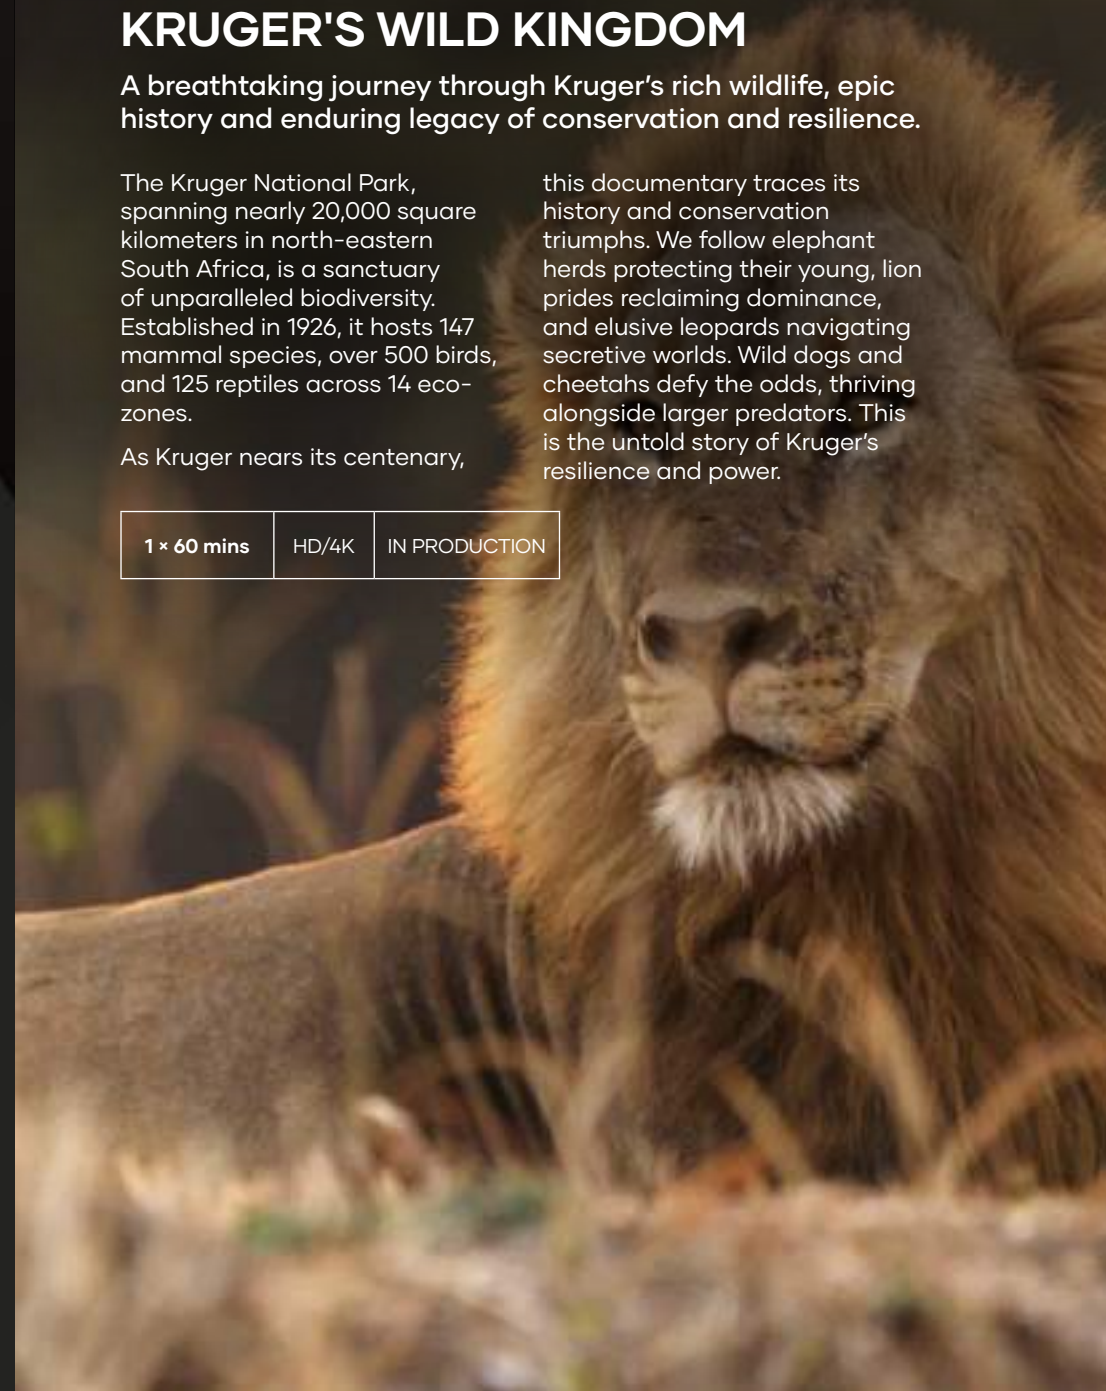 KRUGER'S WILD KINGDOM
A breathtaking journey through Kruger’s rich wildlife, epic
history and enduring legacy of conservation and resilience.
The Kruger National Park,
spanning nearly 20,000 square
kilometers in north-eastern
South Africa, is a sanctuary
of unparalleled biodiversity.
Established in 1926, it hosts 147
mammal species, over 500 birds,
and 125 reptiles across 14 eco-
zones.
As Kruger nears its centenary,
this documentary traces its
history and conservation
triumphs. We follow elephant
herds protecting their young, lion
prides reclaiming dominance,
and elusive leopards navigating
secretive worlds. Wild dogs and
cheetahs defy the odds, thriving
alongside larger predators. This
is the untold story of Kruger’s
resilience and power.
1 × 60 mins HD/4K IN PRODUCTION